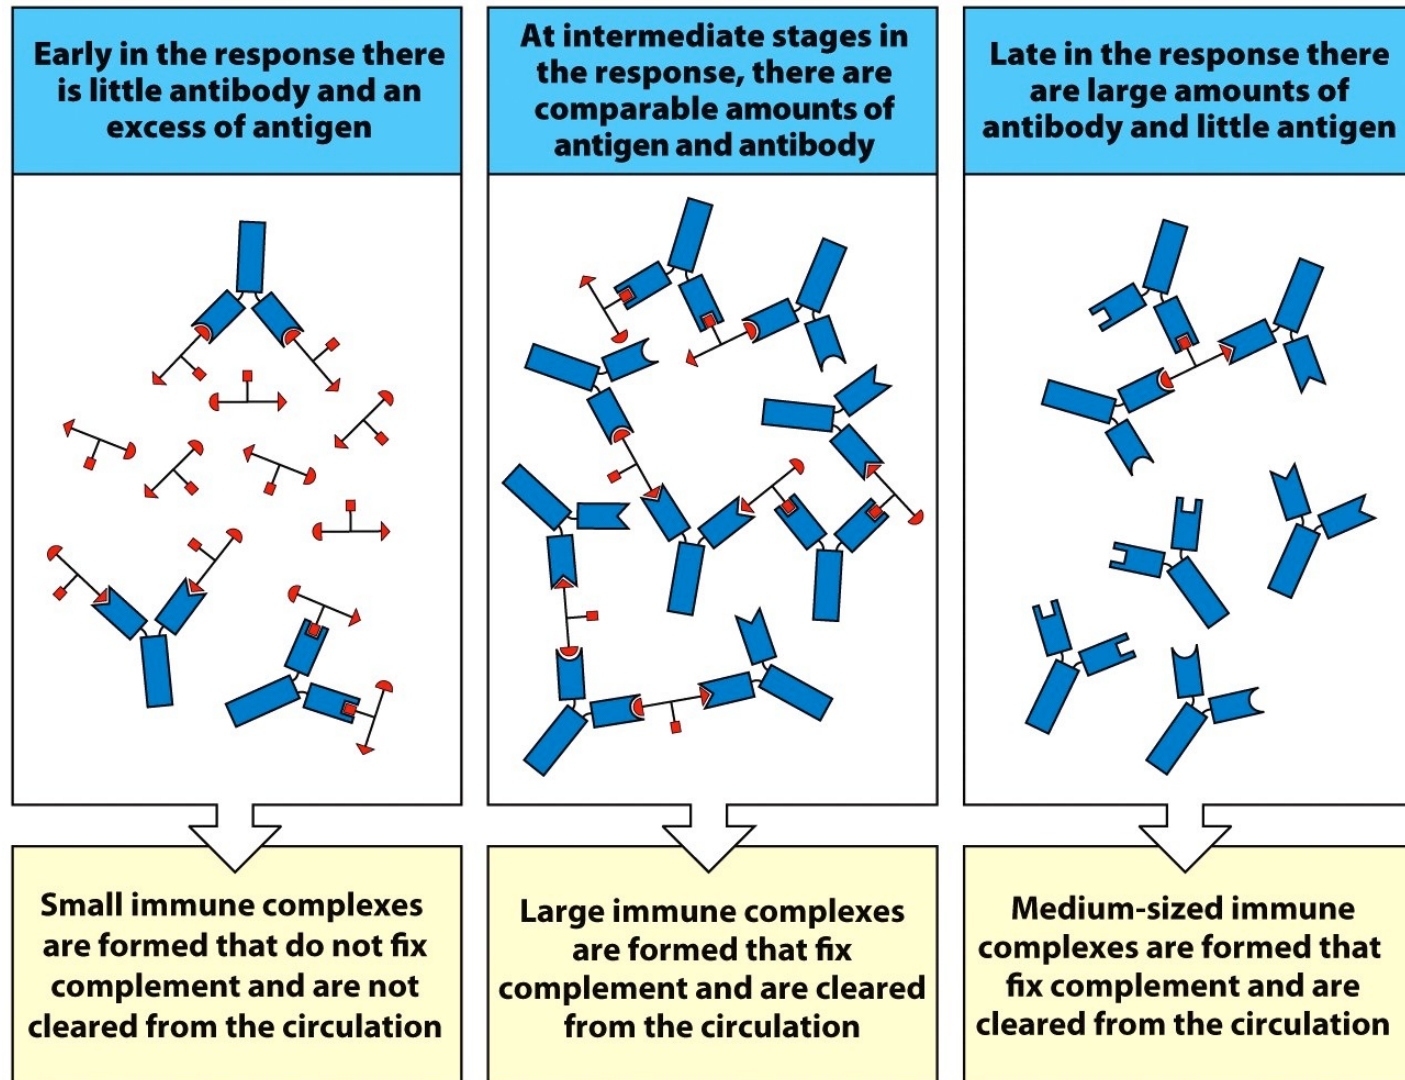 Early in the response there
is little antibody and an
excess of antigen
At intermediate stages in
the response, there are
comparable amounts of
antigen and antibody
Late in the response there
are large amounts of
antibody and little antigen
Small immune complexes
are formed that do not fix
complement and are not
cleared from the circulation
Large immune complexes
are formed that fix
complement and are cleared
from the circulation
Medium-sized immune
complexes are formed that
fix complement and are
cleared from the circulation